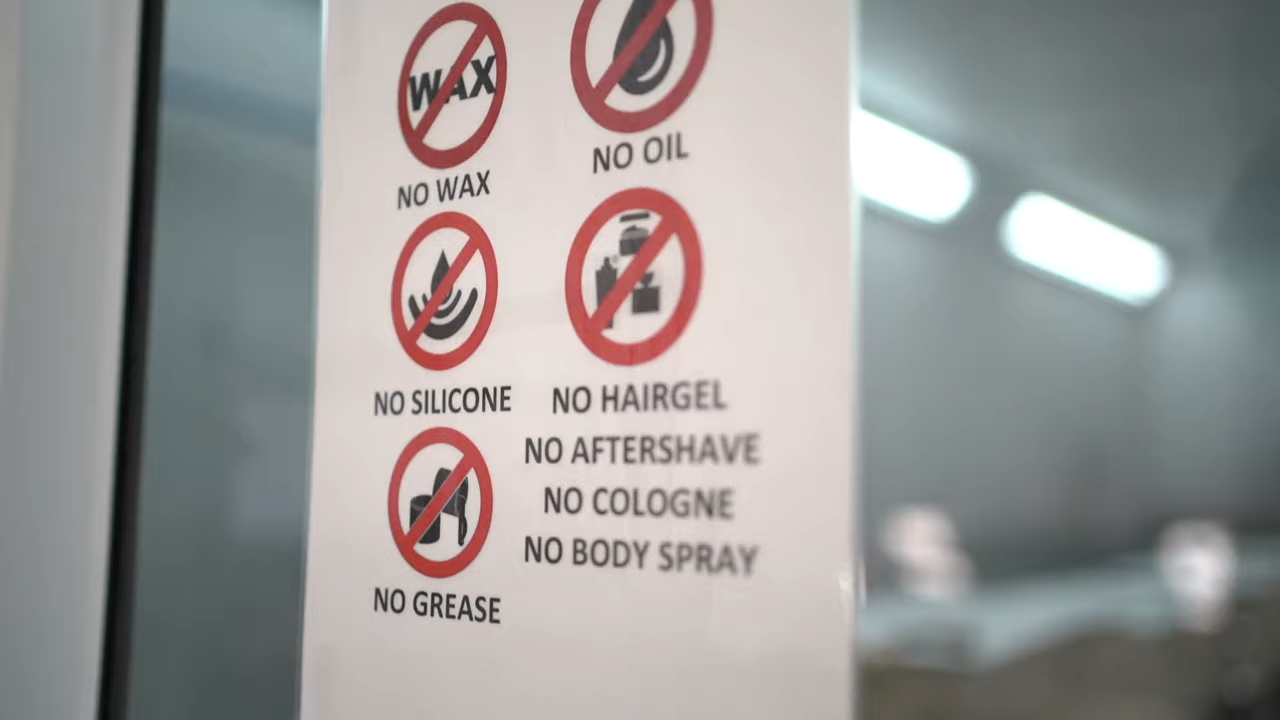 WAX
NO WAX
NO OIL
NO SILICONE
NO HAIRGEL
NO AFTERSHAVE
NO COLOGNE
NO BODY SPRAY
NO GREASE